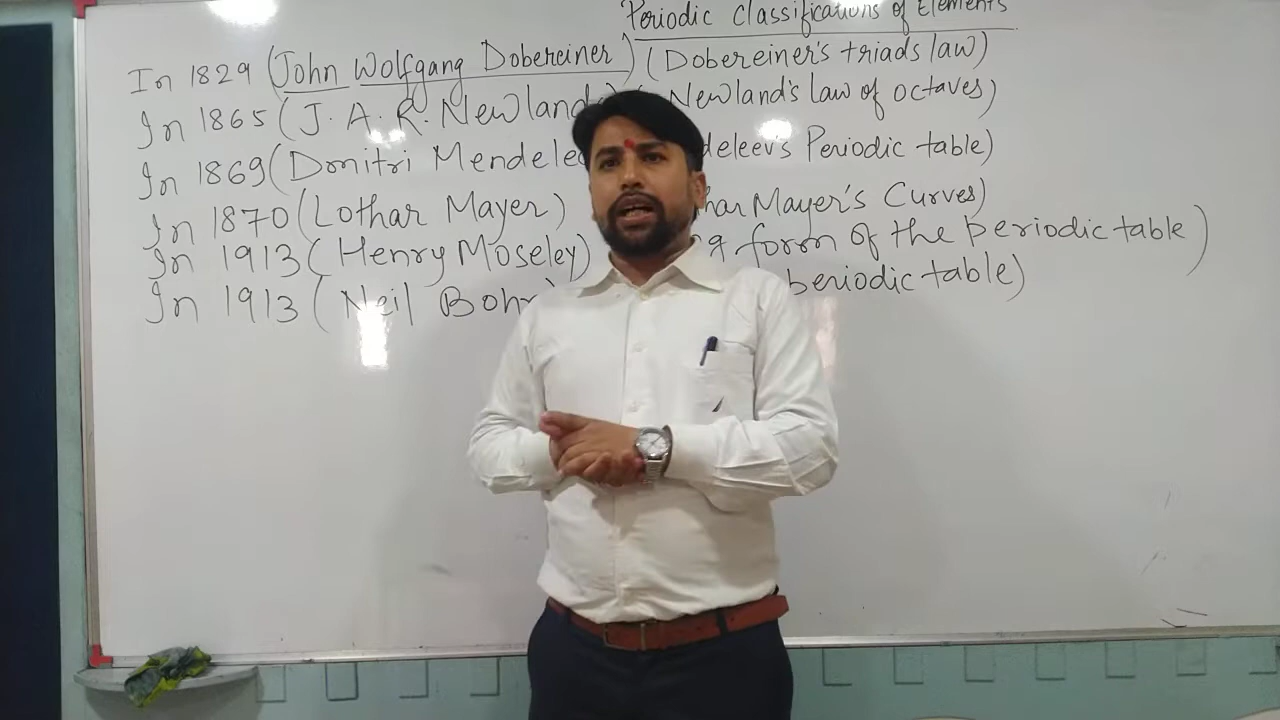 Periodic Classifications of Elements
In 1829 (John Wolfgang Dobereiner) (Dobereiner's triads law)
In 1865 (J. A. R. Newland) Newland's law of octaves)
In 1869 (Dmitri Mendelee deleev's Periodic table)
In 1870 (Lothar Mayer) har Mayer's Curves)
In 1913 (Henry Moseley) g form of the periodic table)
In 1913 (Neil Bohr periodic table)